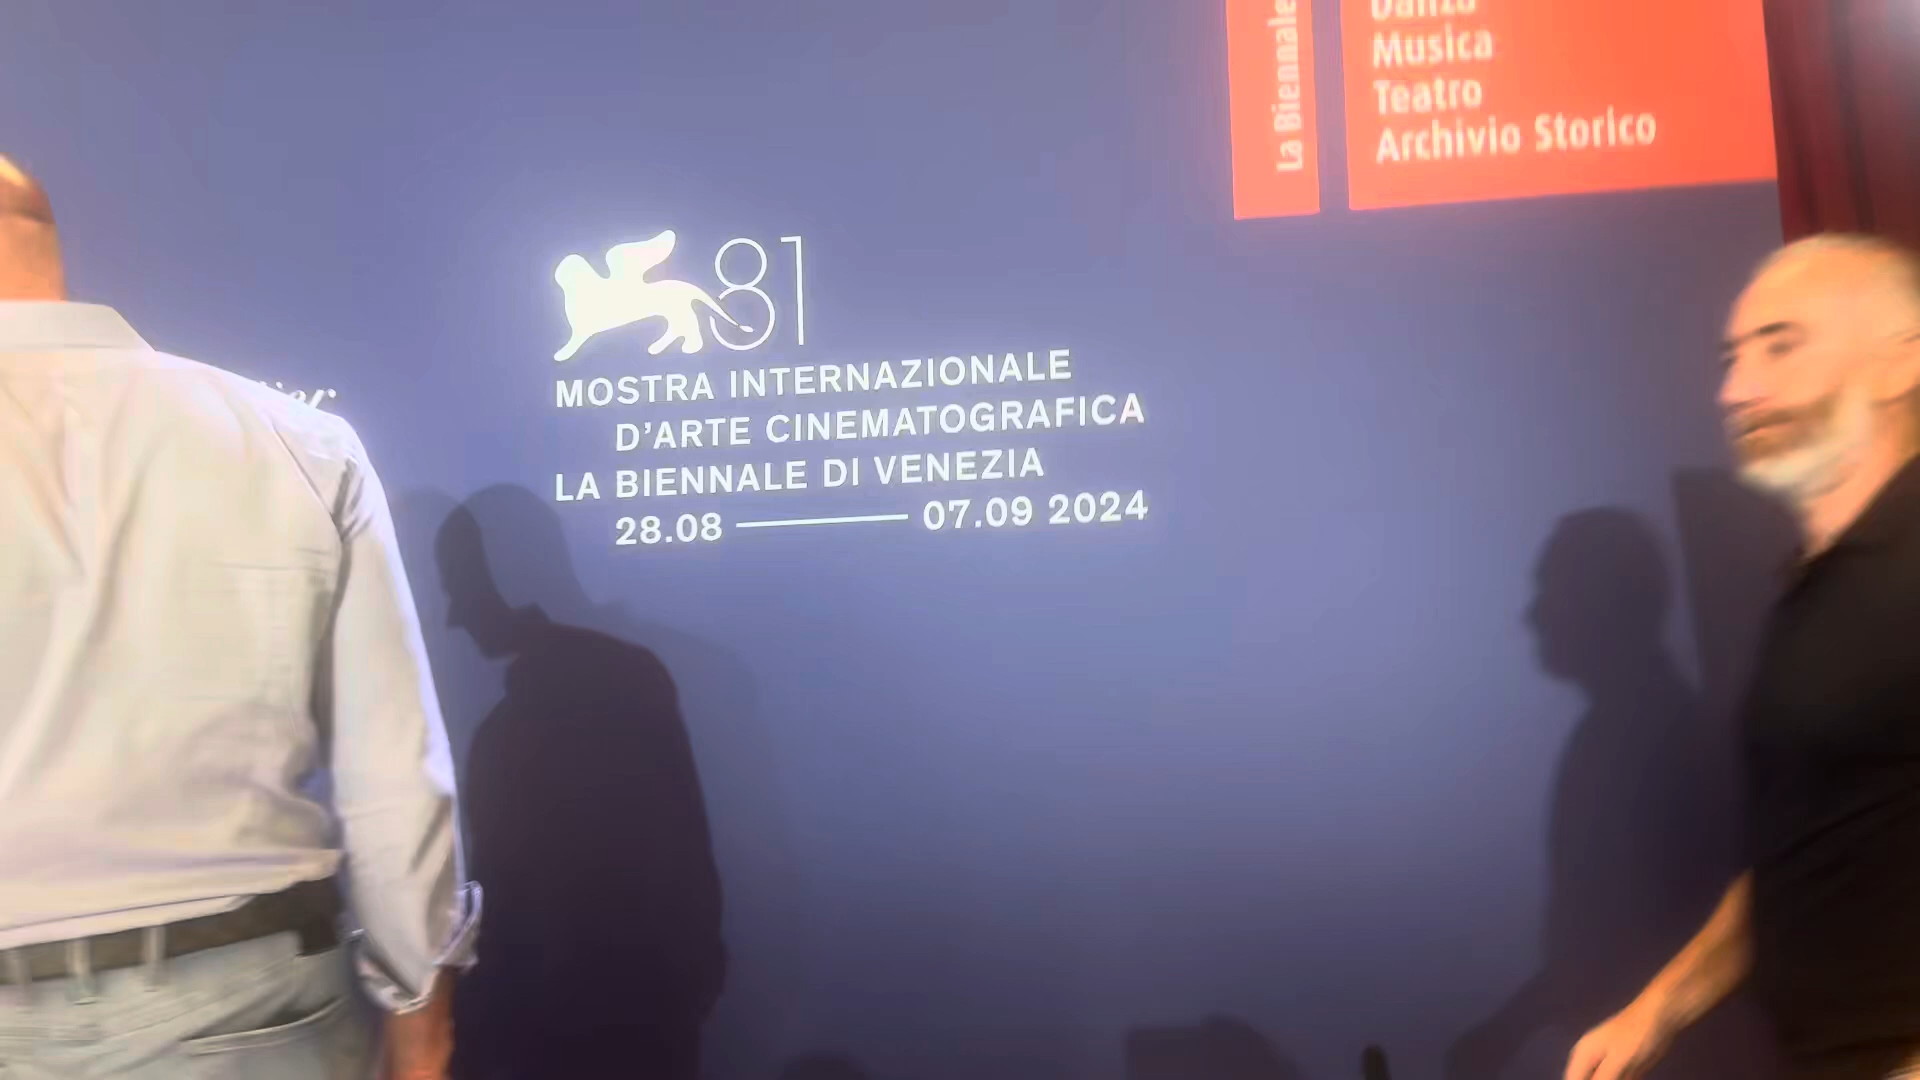 La Biennale
Musica
Teatro
Archivio Storico
81
MOSTRA INTERNAZIONALE
D'ARTE CINEMATOGRAFICA
LA BIENNALE DI VENEZIA
28.08 — 07.09 2024